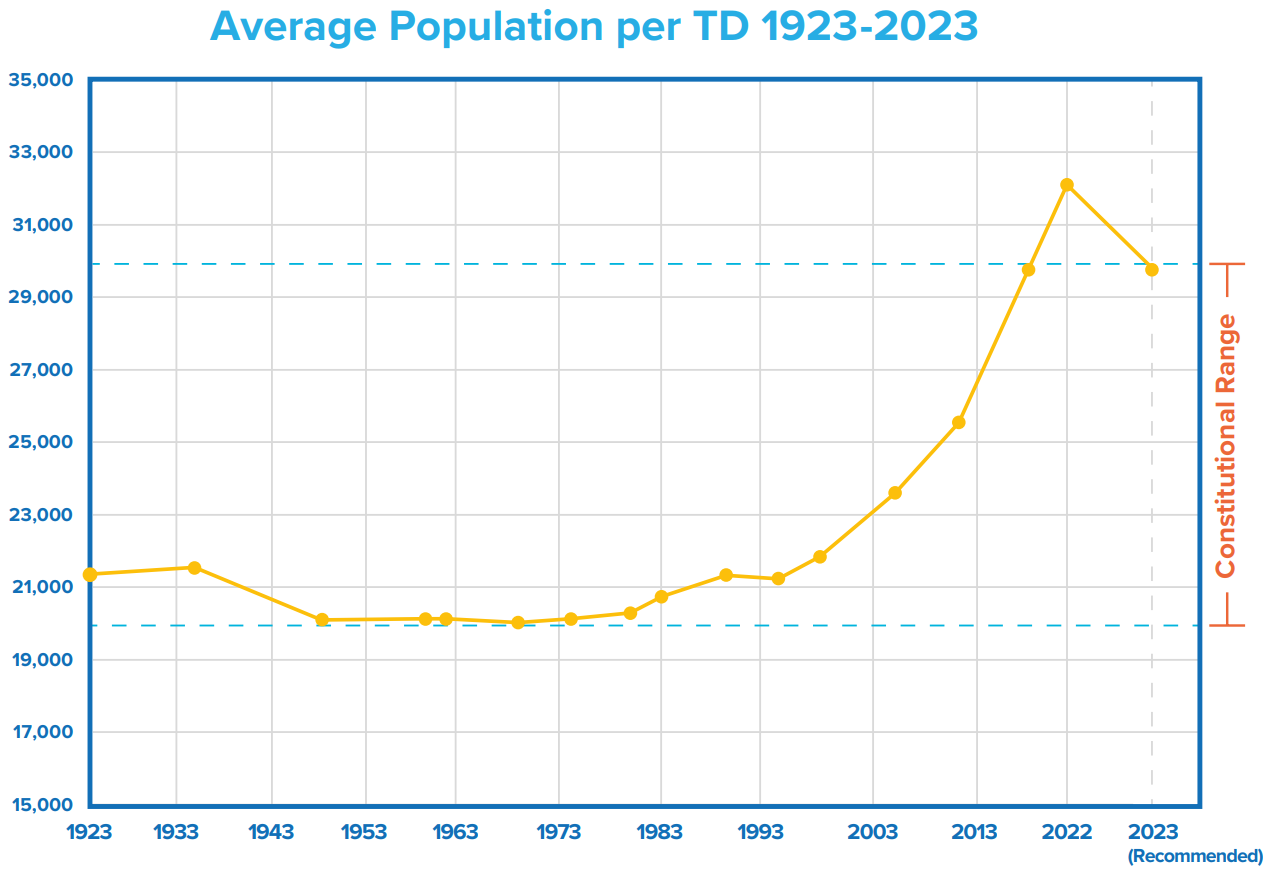 Average Population per TD 1923-2023
35,000
33,000
31,000
29,000
27,000
25,000
23,000
21,000
19,000
17,000
15,000
Constitutional Range
1923 1933 1943 1953 1963 1973 1983 1993 2003 2013 2022 2023
(Recommended)